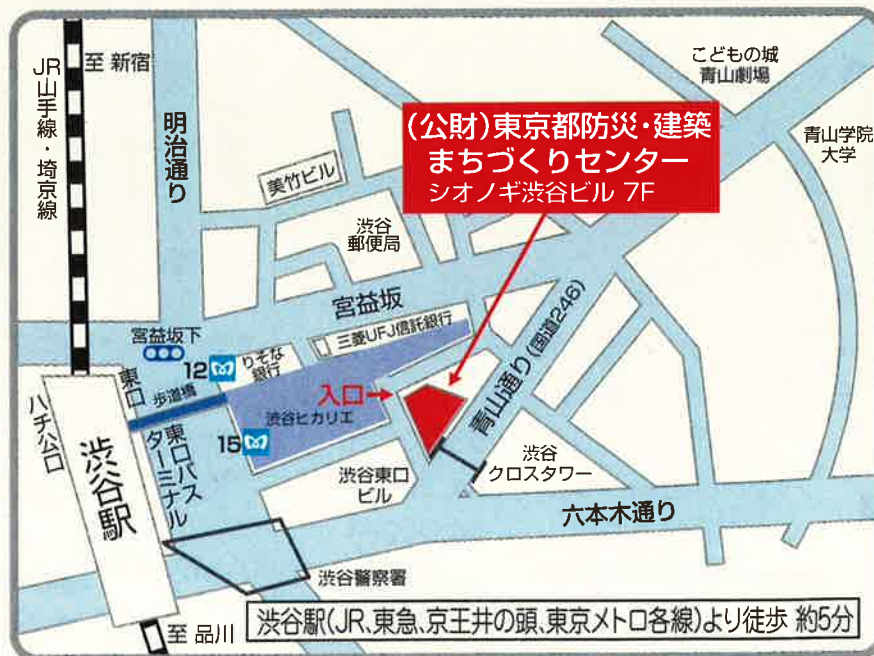 JR山手線・埼京線
至 新宿
明治通り
こどもの城
青山劇場
(公財)東京都防災・建築
まちづくりセンター
シオノギ渋谷ビル 7F
青山学院
大学
美竹ビル
渋谷
郵便局
宮益坂
三菱UFJ信託銀行
青山通り(国道246)
宮益坂下
りそな
銀行
12
東口
歩道橋
入口
渋谷ヒカリエ
ハチ公口
渋谷駅
東口バス
ターミナル
15
渋谷東口
ビル
渋谷
クロスタワー
六本木通り
渋谷警察署
至 品川
渋谷駅(JR、東急、京王井の頭、東京メトロ各線)より徒歩 約5分